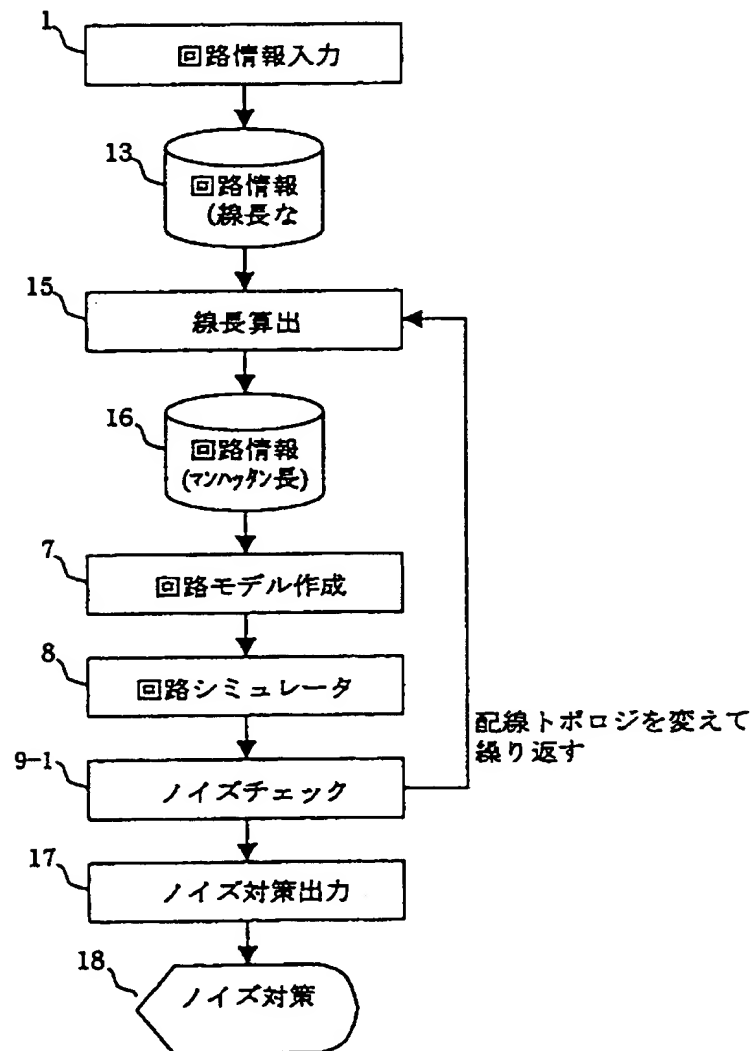 1
回路情報入力
13
回路情報
(線長な
15
線長算出
16
回路情報
(マンハッタン長)
7
回路モデル作成
8
回路シミュレータ
配線トポロジを変えて
繰り返す
9-1
ノイズチェック
17
ノイズ対策出力
18
ノイズ対策